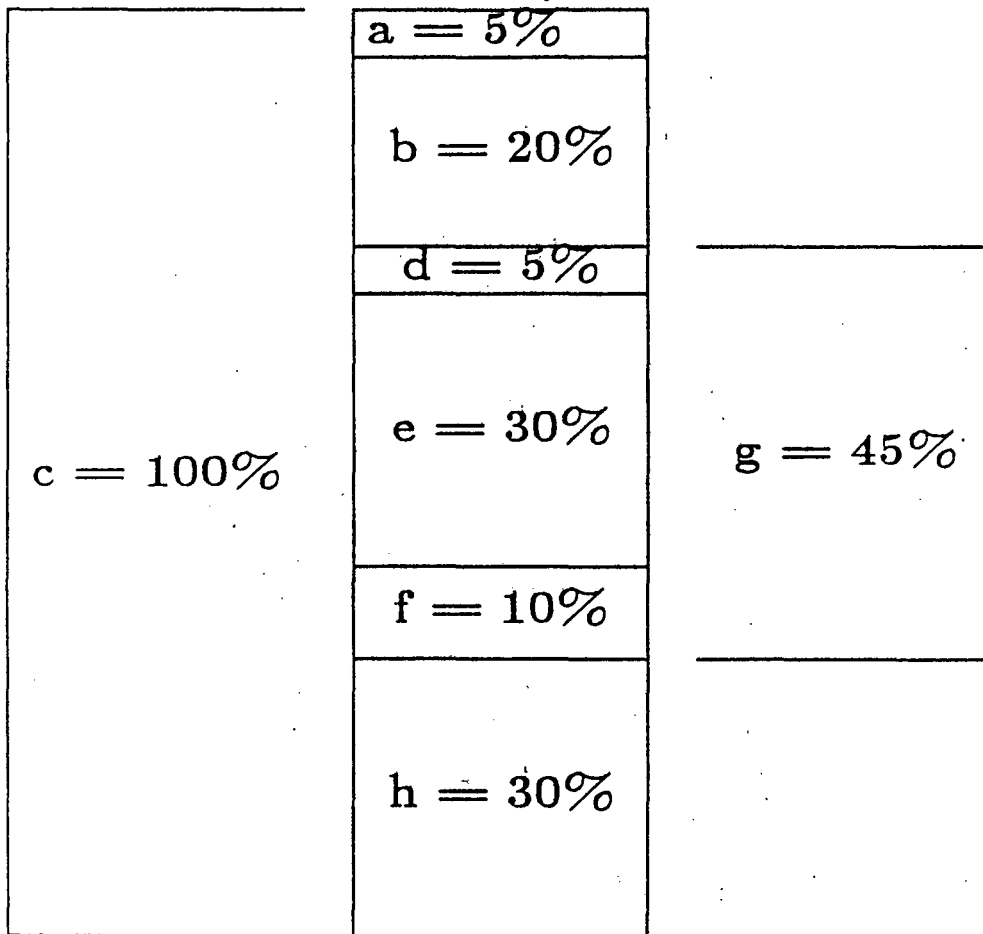 a = 5%
b = 20%
d = 5%
e = 30%
g = 45%
c = 100%
f = 10%
h = 30%